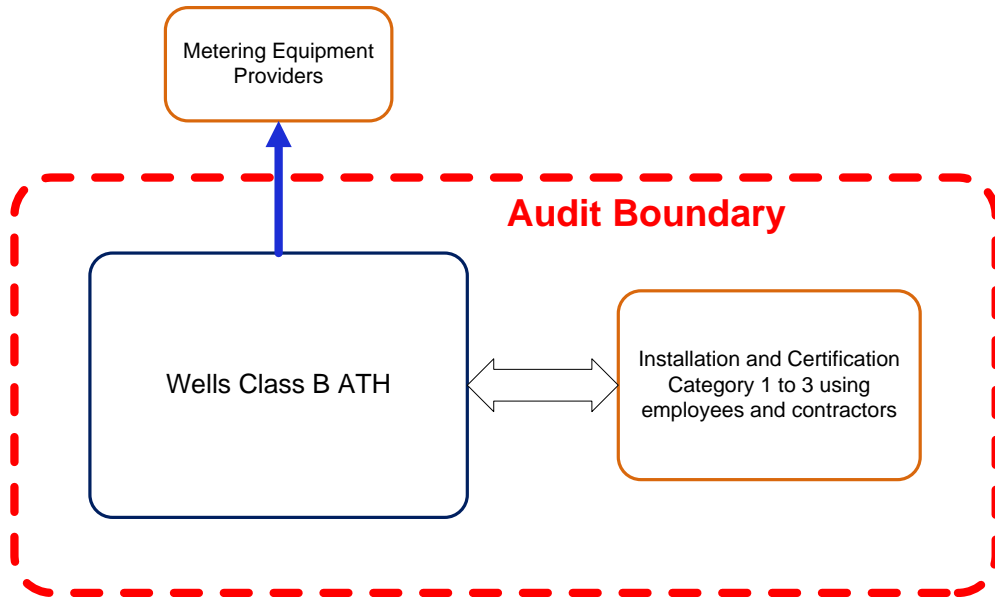 Metering Equipment
Providers
Audit Boundary
Wells Class B ATH
Installation and Certification
Category 1 to 3 using
employees and contractors